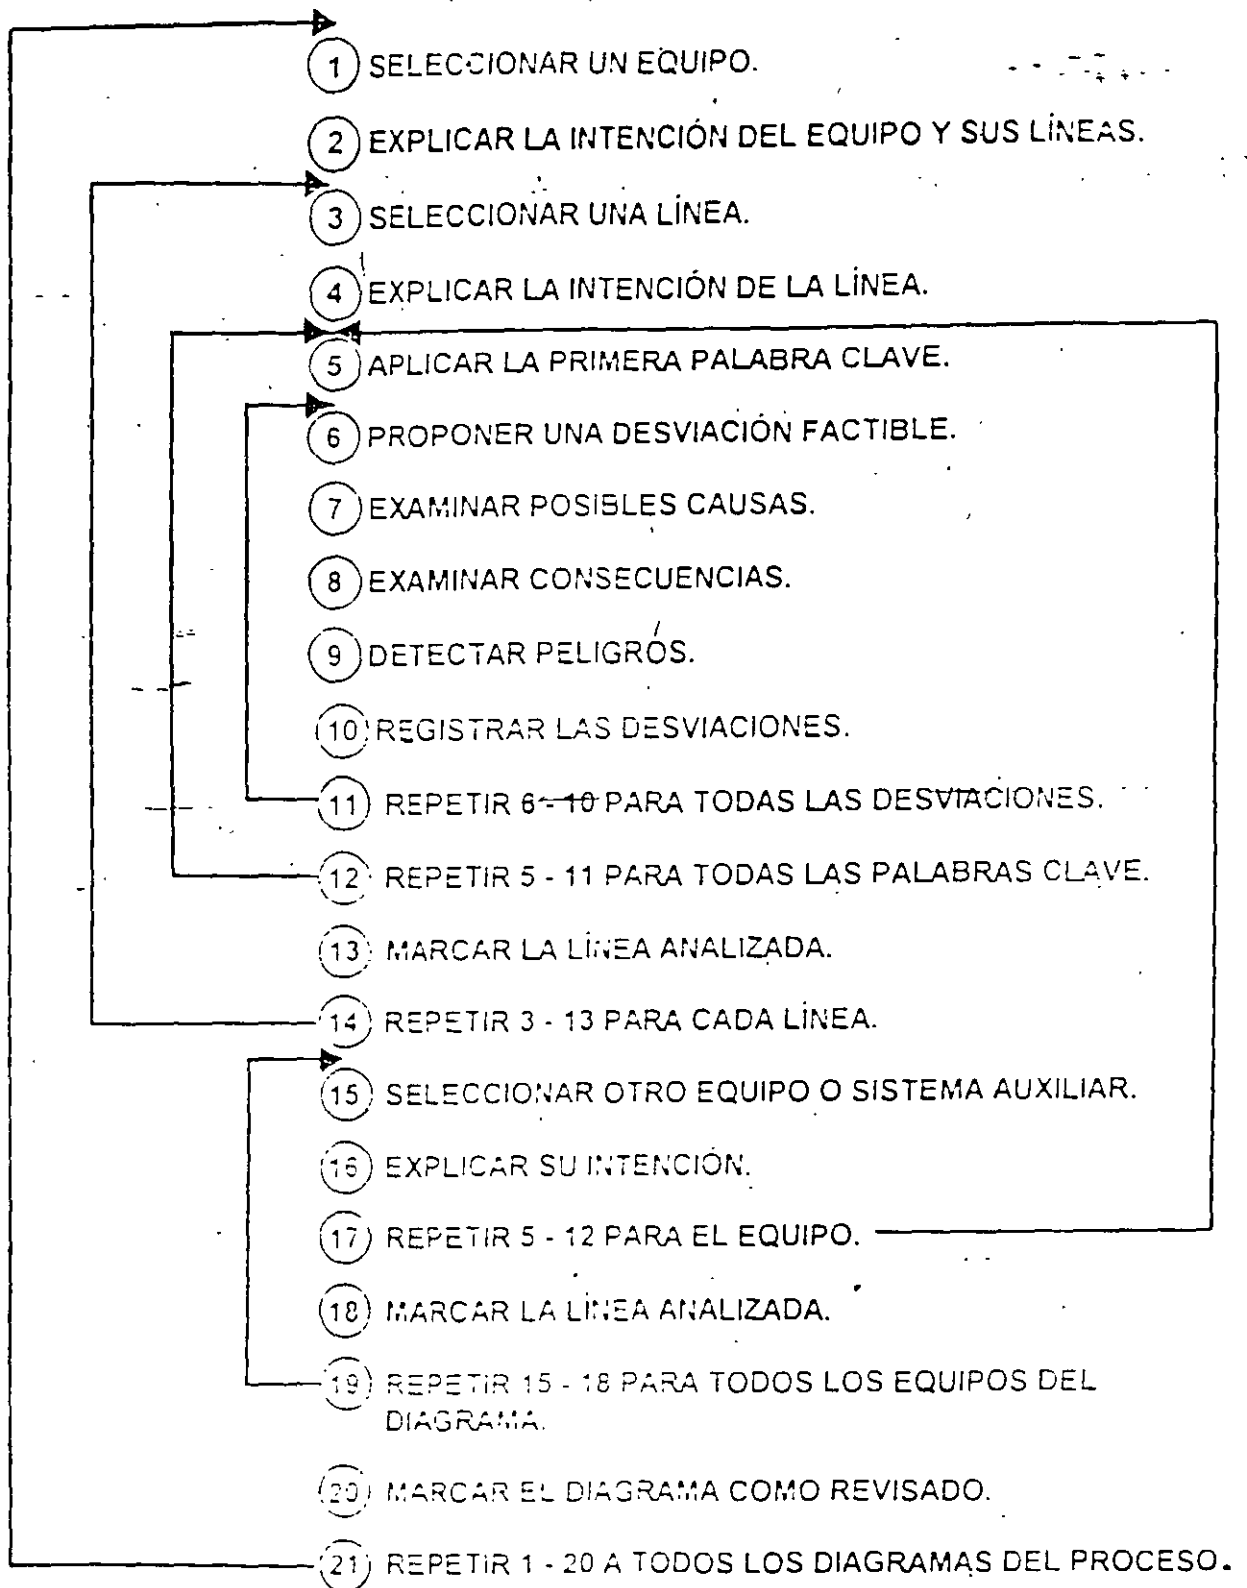 1 SELECCIONAR UN EQUIPO.
2 EXPLICAR LA INTENCIÓN DEL EQUIPO Y SUS LÍNEAS.
3 SELECCIONAR UNA LÍNEA.
4 EXPLICAR LA INTENCIÓN DE LA LÍNEA.
5 APLICAR LA PRIMERA PALABRA CLAVE.
6 PROPONER UNA DESVIACIÓN FACTIBLE.
7 EXAMINAR POSIBLES CAUSAS.
8 EXAMINAR CONSECUENCIAS.
9 DETECTAR PELIGROS.
10 REGISTRAR LAS DESVIACIONES.
11 REPETIR 6 - 10 PARA TODAS LAS DESVIACIONES.
12 REPETIR 5 - 11 PARA TODAS LAS PALABRAS CLAVE.
13 MARCAR LA LÍNEA ANALIZADA.
14 REPETIR 3 - 13 PARA CADA LÍNEA.
15 SELECCIONAR OTRO EQUIPO O SISTEMA AUXILIAR.
16 EXPLICAR SU INTENCIÓN.
17 REPETIR 5 - 12 PARA EL EQUIPO.
18 MARCAR LA LÍNEA ANALIZADA.
19 REPETIR 15 - 18 PARA TODOS LOS EQUIPOS DEL
DIAGRAMA.
20 MARCAR EL DIAGRAMA COMO REVISADO.
21 REPETIR 1 - 20 A TODOS LOS DIAGRAMAS DEL PROCESO.